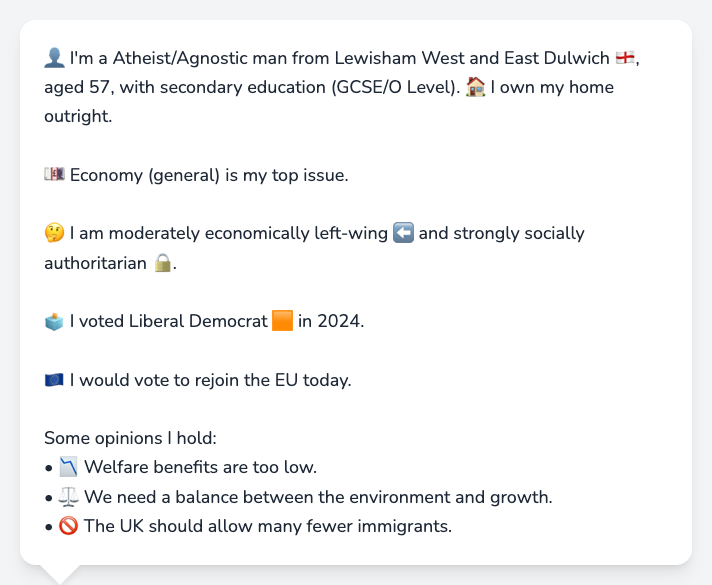 👤 I'm a Atheist/Agnostic man from Lewisham West and East Dulwich 🏴󠁧󠁢󠁥󠁮󠁧󠁿,
aged 57, with secondary education (GCSE/O Level). 🏠 I own my home
outright.
💷 Economy (general) is my top issue.
🤔 I am moderately economically left-wing ⬅️ and strongly socially
authoritarian 🔒.
🗳️ I voted Liberal Democrat 🟧 in 2024.
🇪🇺 I would vote to rejoin the EU today.
Some opinions I hold:
• 📉 Welfare benefits are too low.
• ⚖️ We need a balance between the environment and growth.
• 🚫 The UK should allow many fewer immigrants.